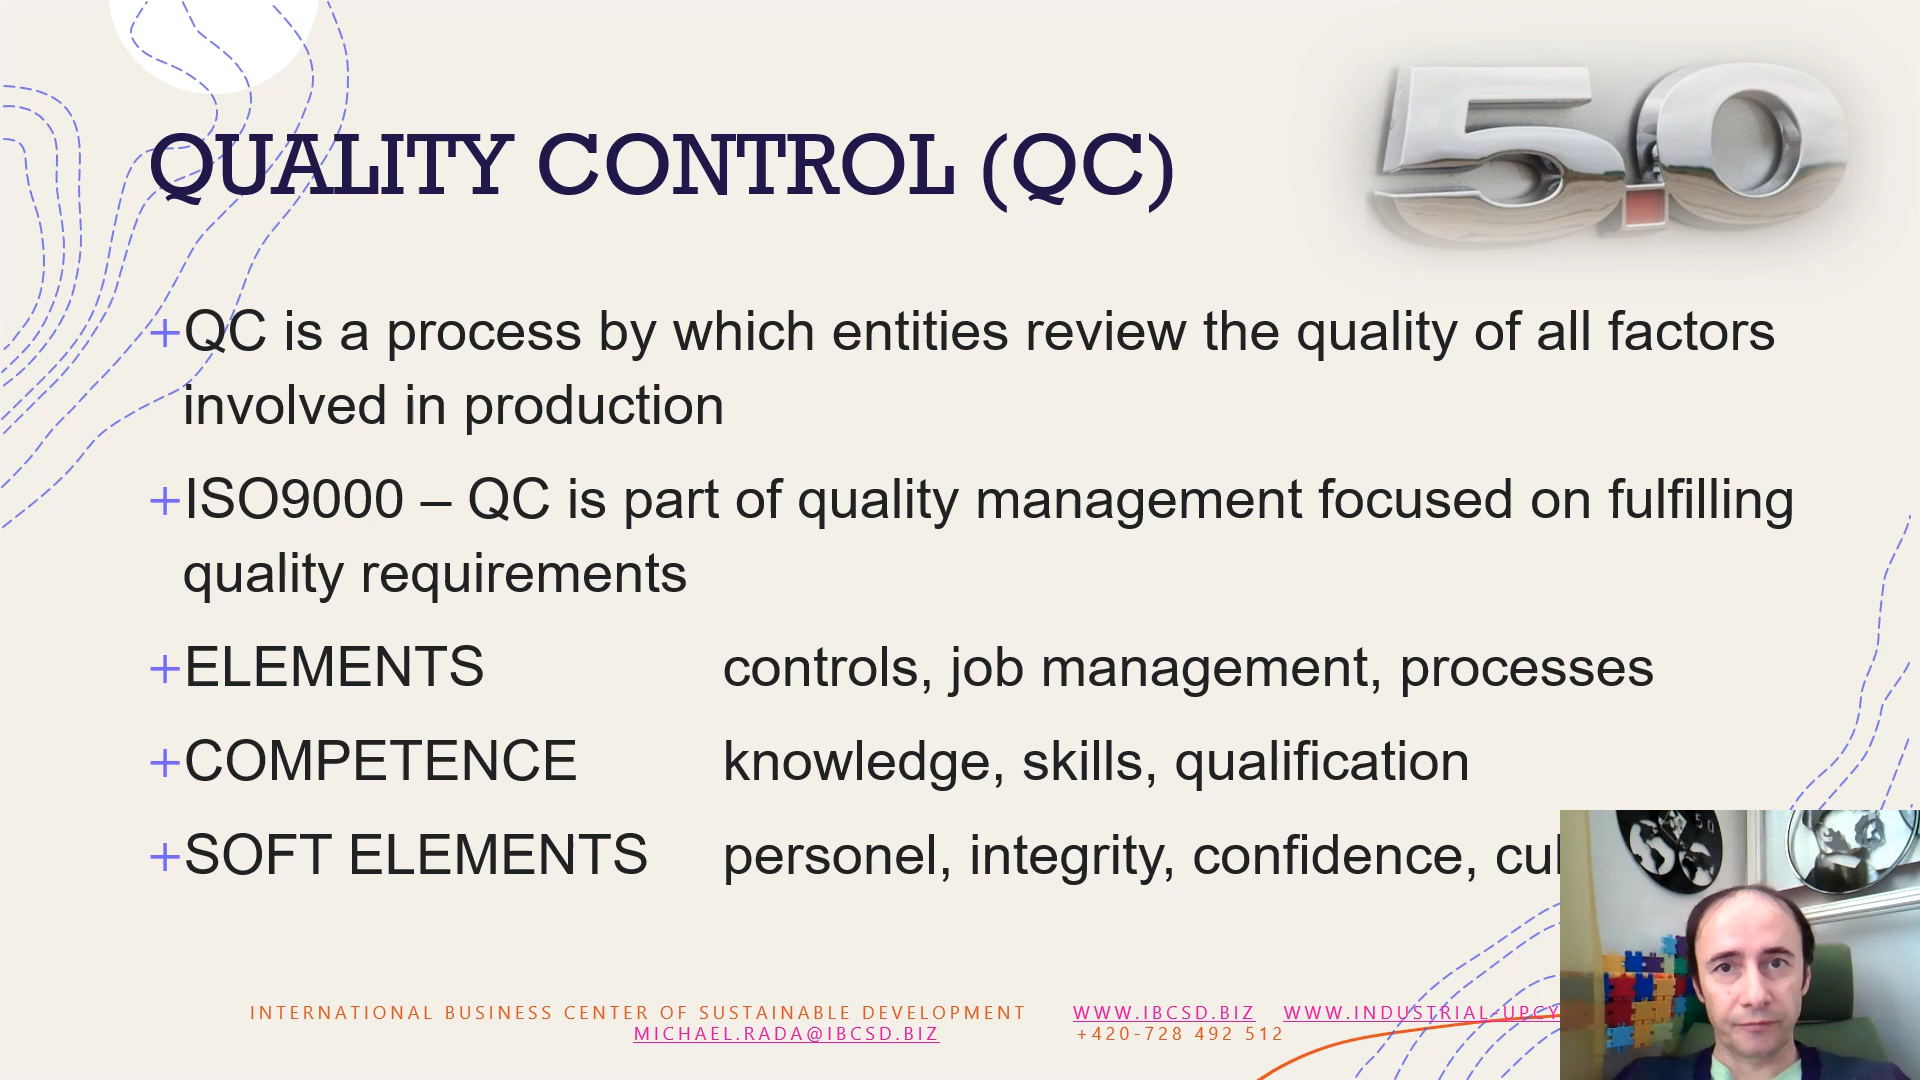 5.0
QUALITY CONTROL (QC)
+QC is a process by which entities review the quality of all factors
involved in production
+ISO9000 – QC is part of quality management focused on fulfilling
quality requirements
+ELEMENTS controls, job management, processes
+COMPETENCE knowledge, skills, qualification
+SOFT ELEMENTS personel, integrity, confidence,
INTERNATIONAL BUSINESS CENTER OF SUSTAINABLE DEVELOPMENT WWW.IBCSD.BIZ
MICHAEL.RADA@IBCSD.BIZ +420-728 492 512